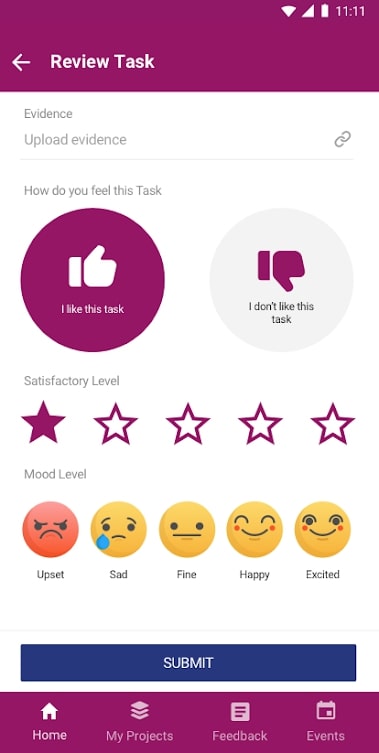 11:11
Review Task
Evidence
Upload evidence
How do you feel this Task
I like this task
I don't like this
task
Satisfactory Level
Mood Level
Upset
Sad
Fine
Happy
Excited
SUBMIT
Home
My Projects
Feedback
Events